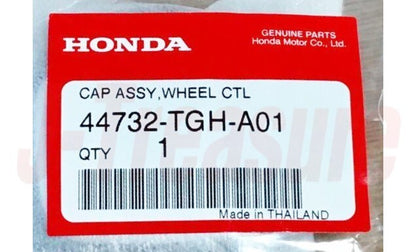 HONDA
GENUINE PARTS
Honda Motor Co., Ltd.
CAP ASSY,WHEEL CTL
44732-TGH-A01
QTY 1
Made in THAILAND